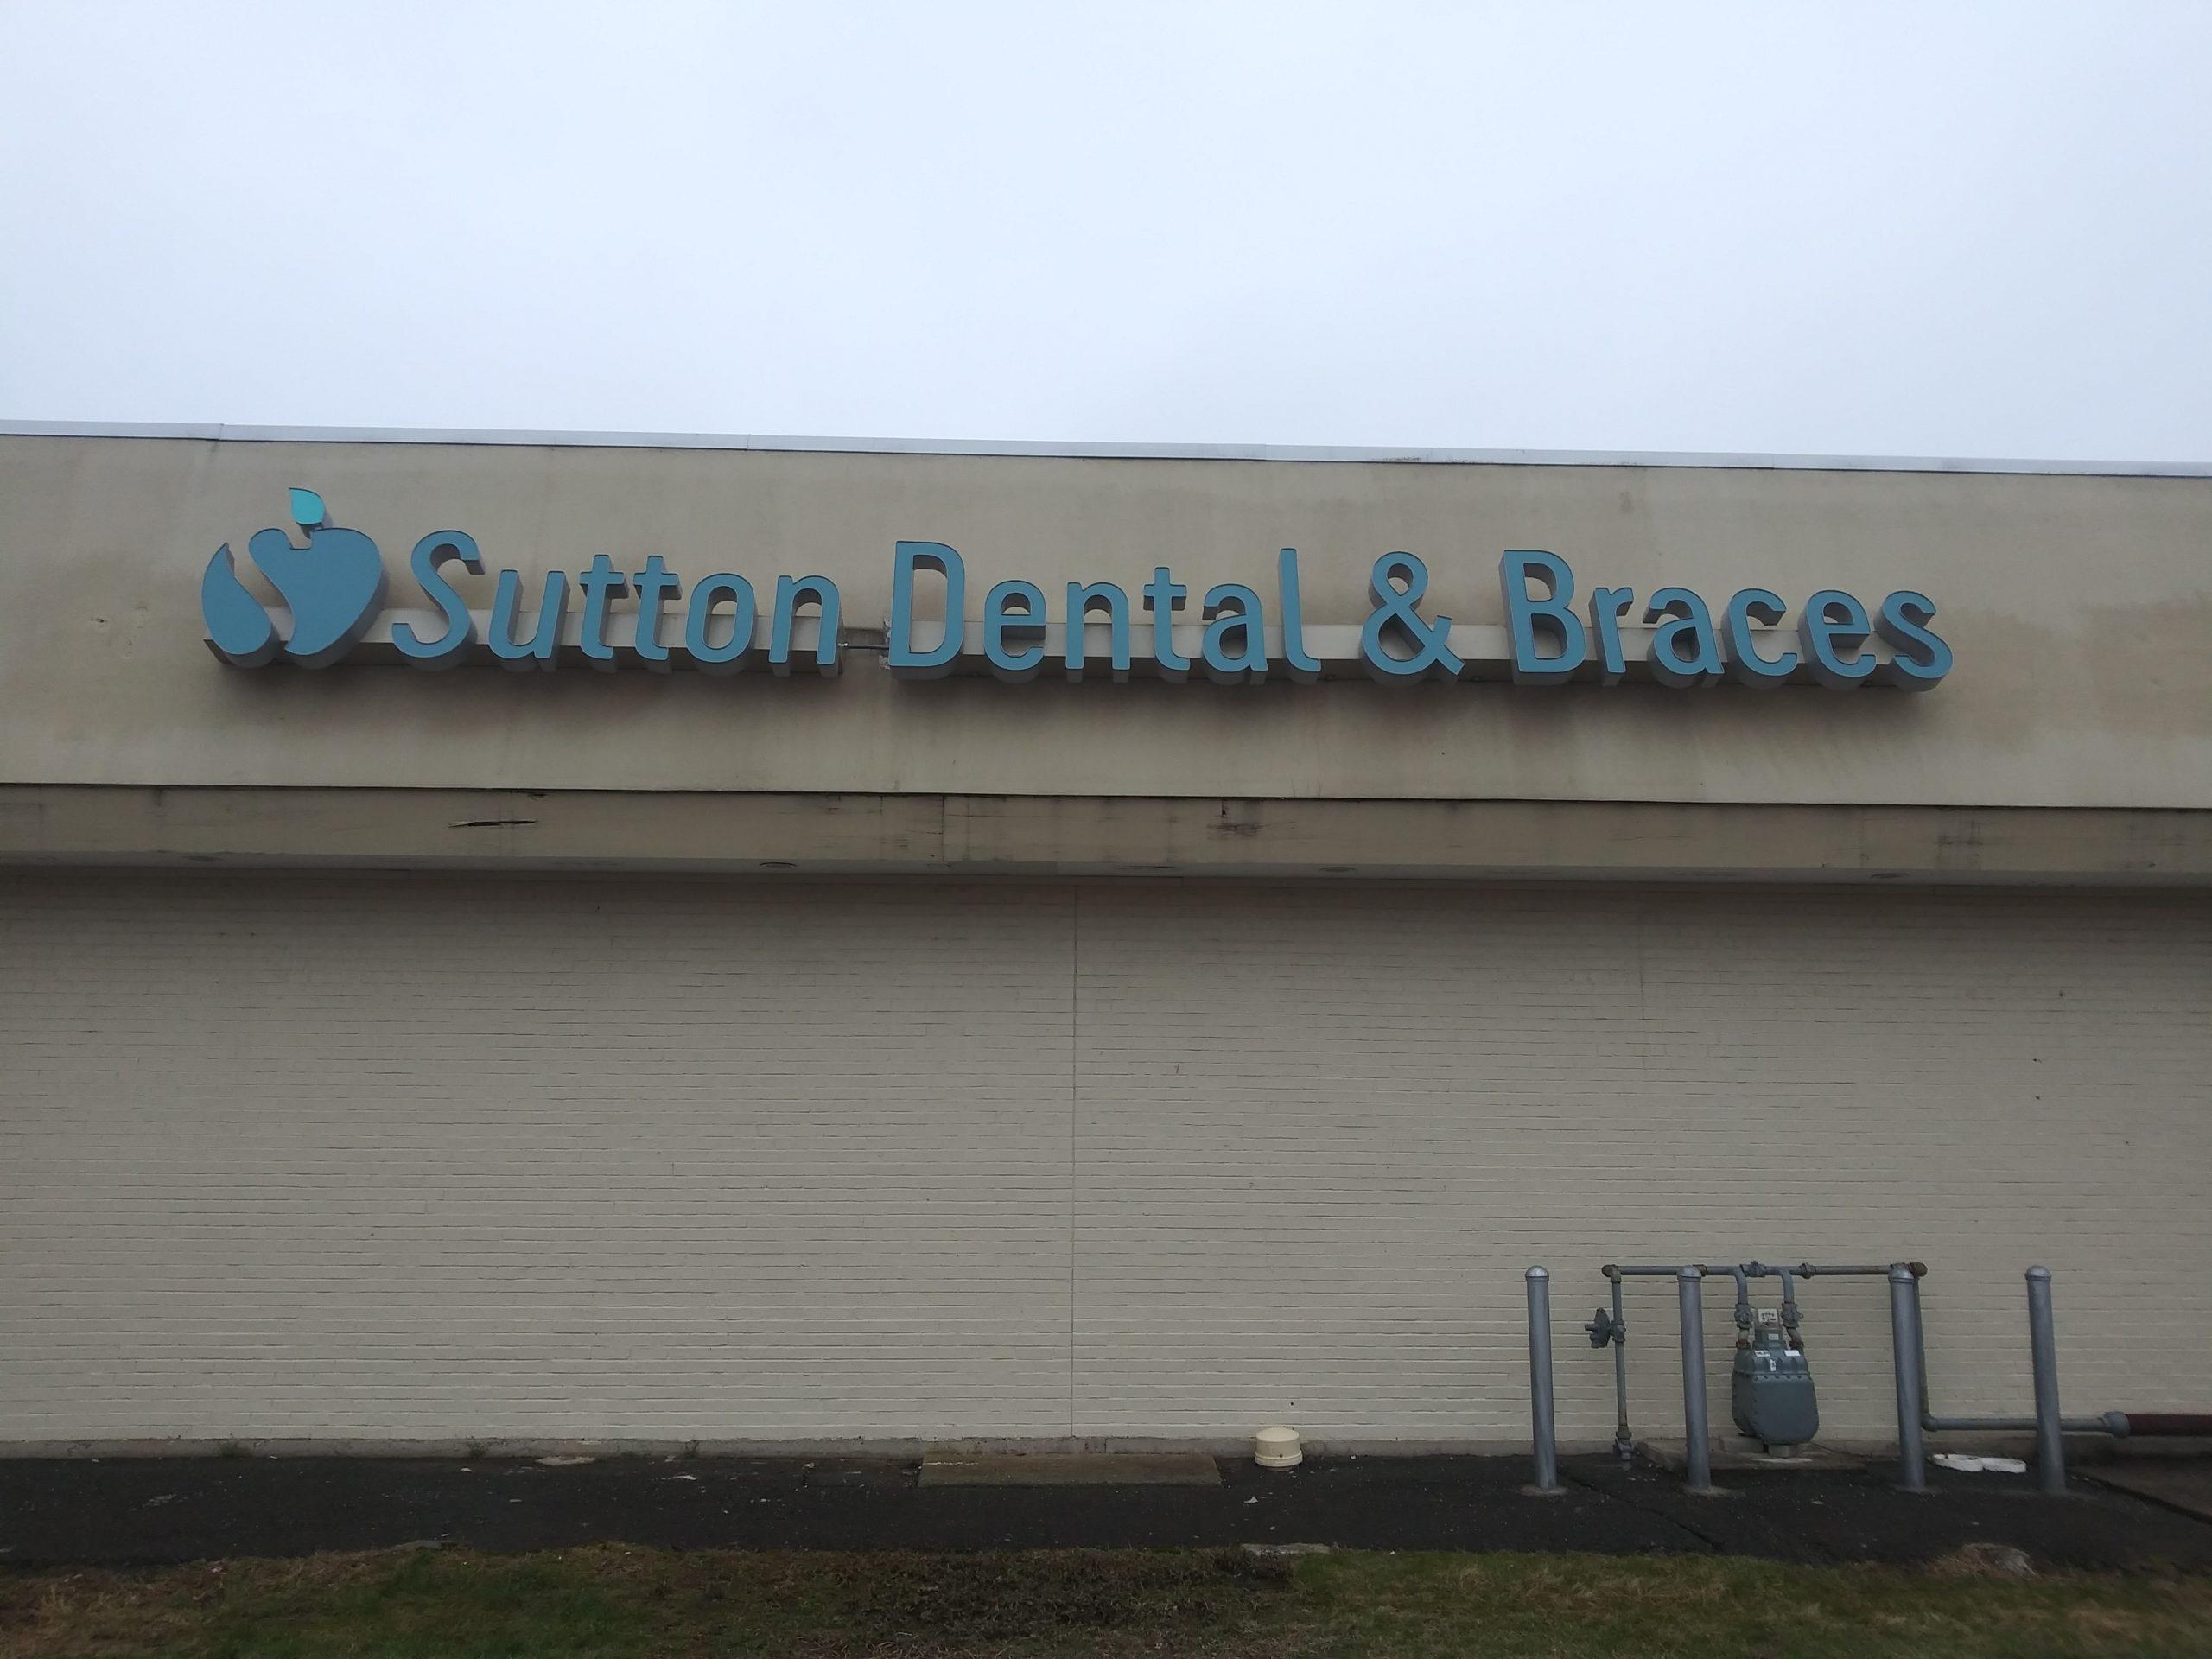 Sutton Dental & Braces